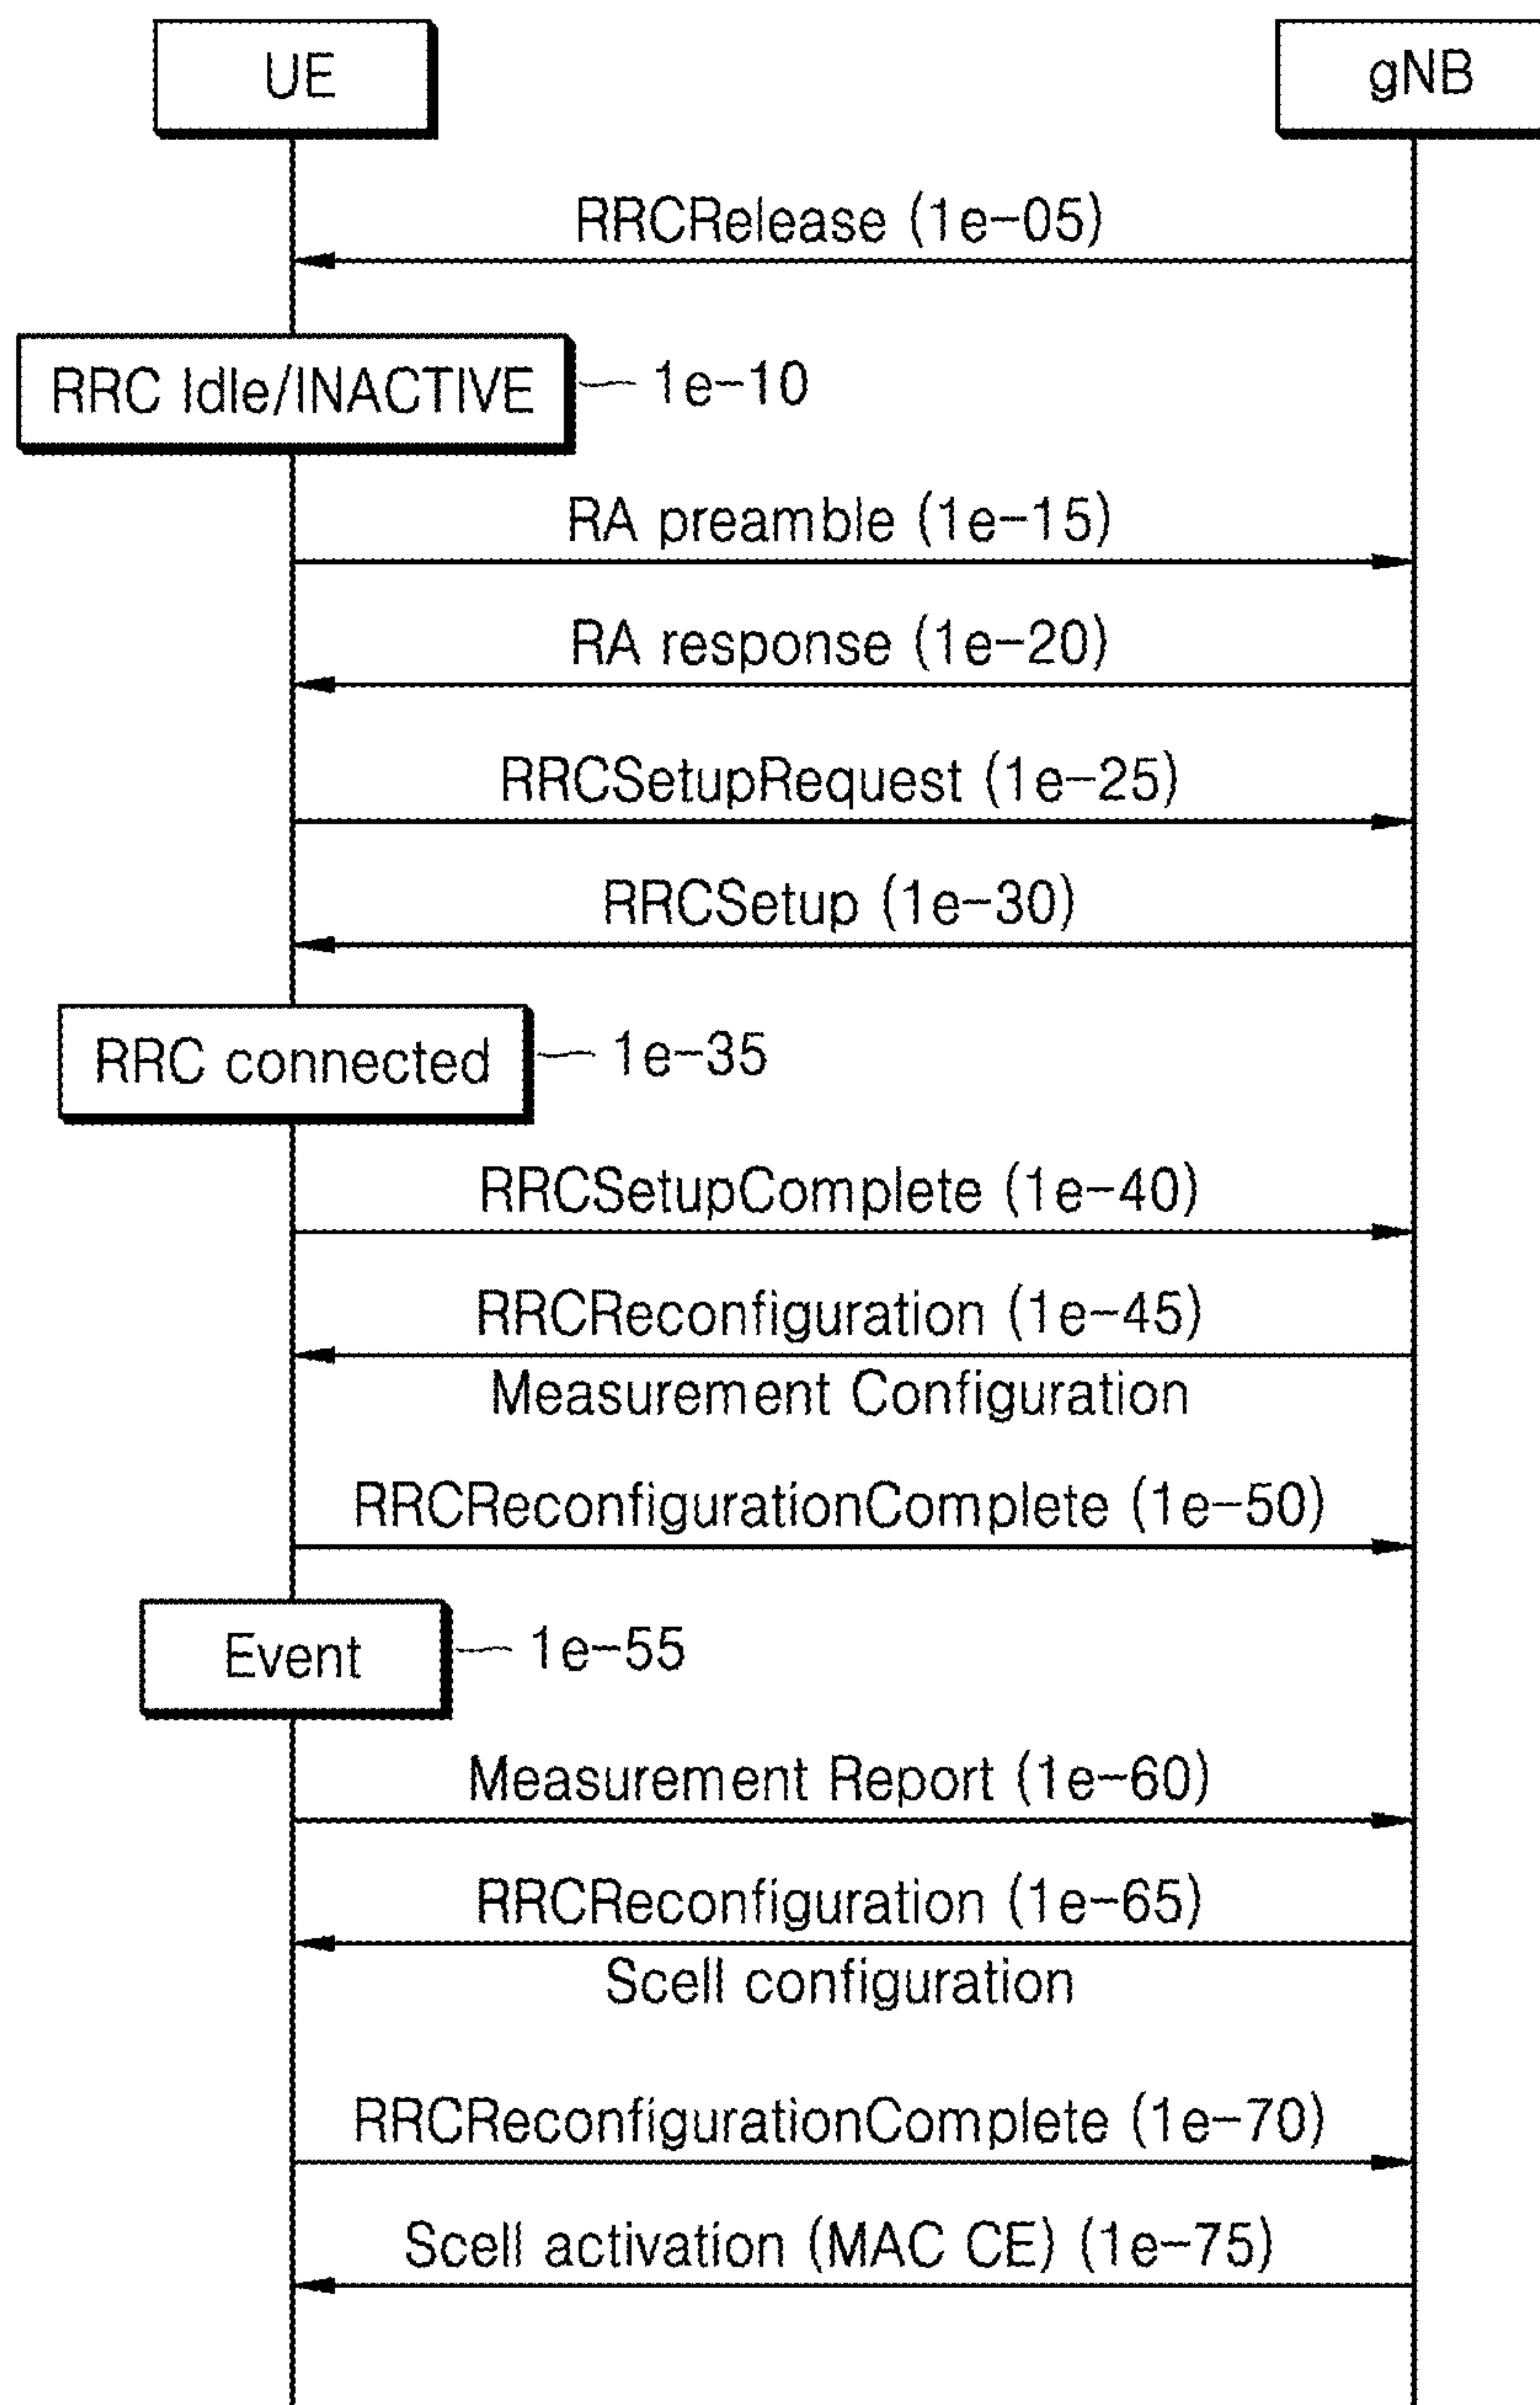 UE
gNB
RRCRelease (1e-05)
RRC Idle/INACTIVE
1e-10
RA preamble (1e-15)
RA response (1e-20)
RRCSetupRequest (1e-25)
RRCSetup (1e-30)
RRC connected
1e-35
RRCSetupComplete (1e-40)
RRCReconfiguration (1e-45)
Measurement Configuration
RRCReconfigurationComplete (1e-50)
Event
1e-55
Measurement Report (1e-60)
RRCReconfiguration (1e-65)
Scell configuration
RRCReconfigurationComplete (1e-70)
Scell activation (MAC CE) (1e-75)